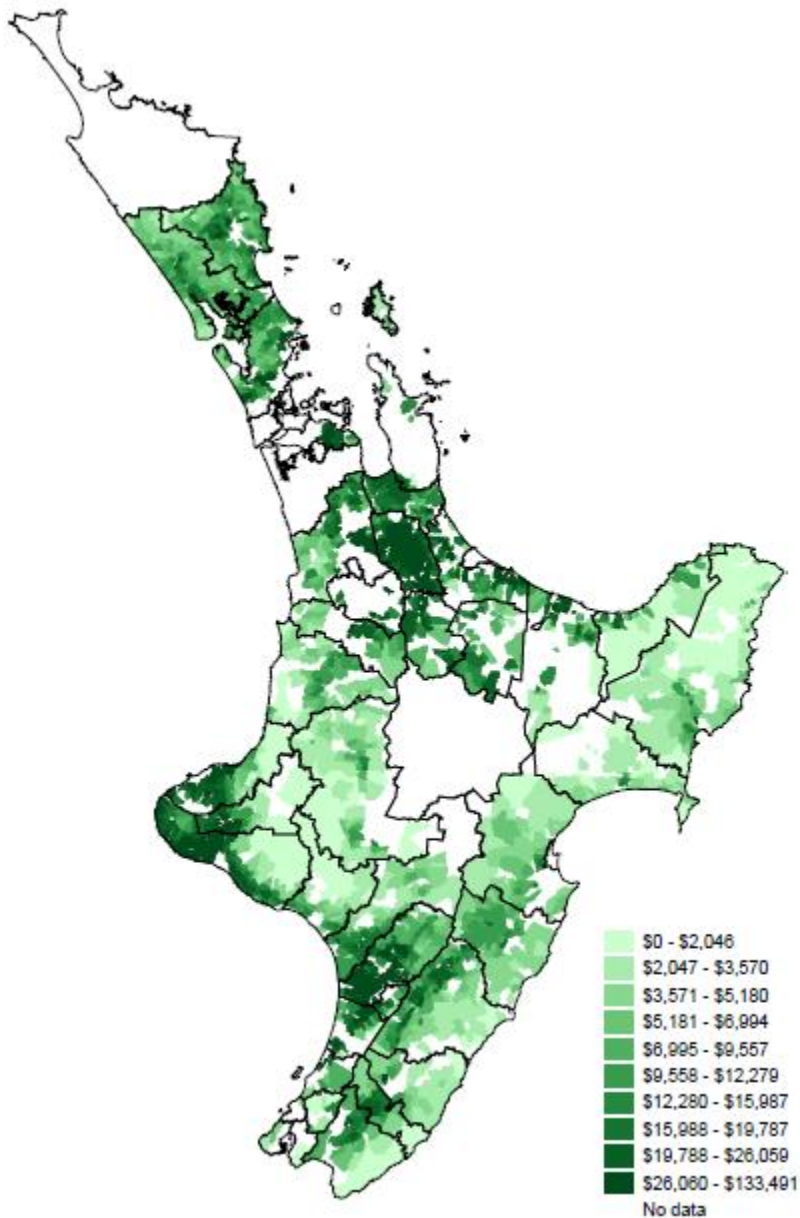 $0 - $2,046
$2,047 - $3,570
$3,571 - $5,180
$5,181 - $6,994
$6,995 - $9,557
$9,558 - $12,279
$12,280 - $15,987
$15,988 - $19,787
$19,788 - $26,059
$26,060 - $133,491
No data